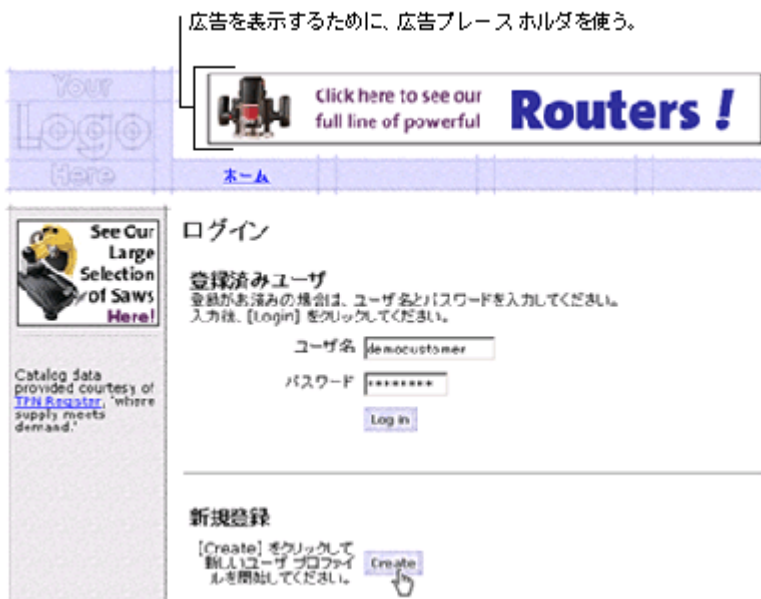 広告を表示するために、広告プレース ホルダを使う。
Your
Logo
Here
Click here to see our
full line of powerful
Routers !
ホーム
See Our
Large
Selection
of Saws
Here!
Catalog data
provided courtesy of
TPN Register, "where
supply meets
demand."
ログイン
登録済みユーザ
登録がお済みの場合は、ユーザ名とパスワードを入力してください。
入力後、[Login] をクリックしてください。
ユーザ名 democustomer
パスワード ********
Log in
新規登録
[Create] をクリックして
新しいユーザ プロファイ
ルを開始してください。
Create